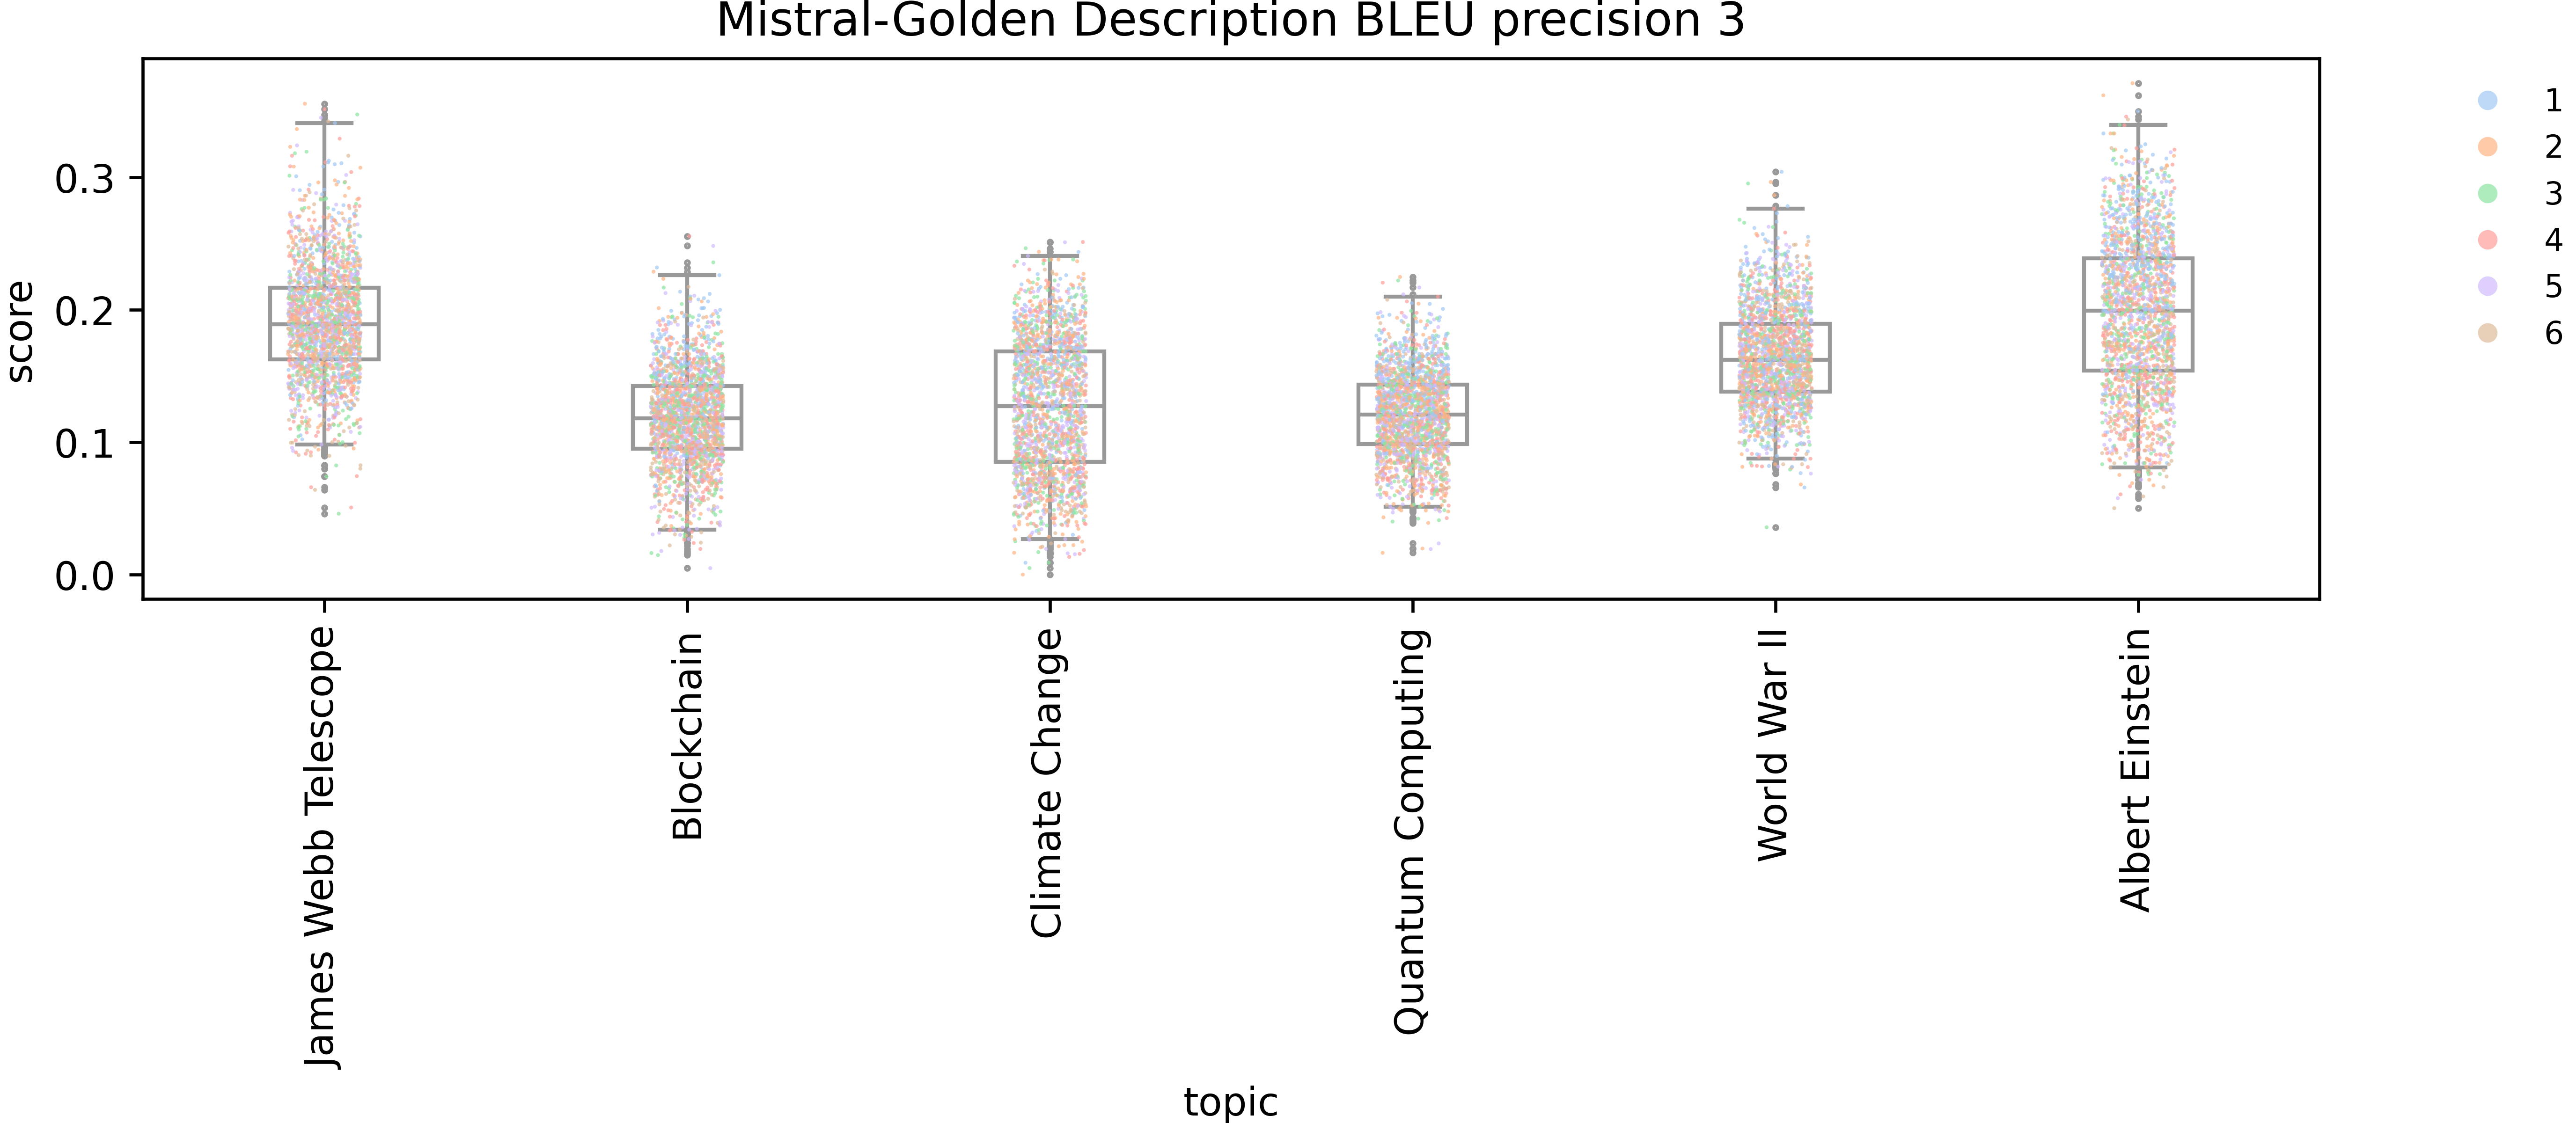 Mistral-Golden Description BLEU precision 3
score
0.3
0.2
0.1
0.0
James Webb Telescope
Blockchain
Climate Change
Quantum Computing
World War II
Albert Einstein
topic
1
2
3
4
5
6